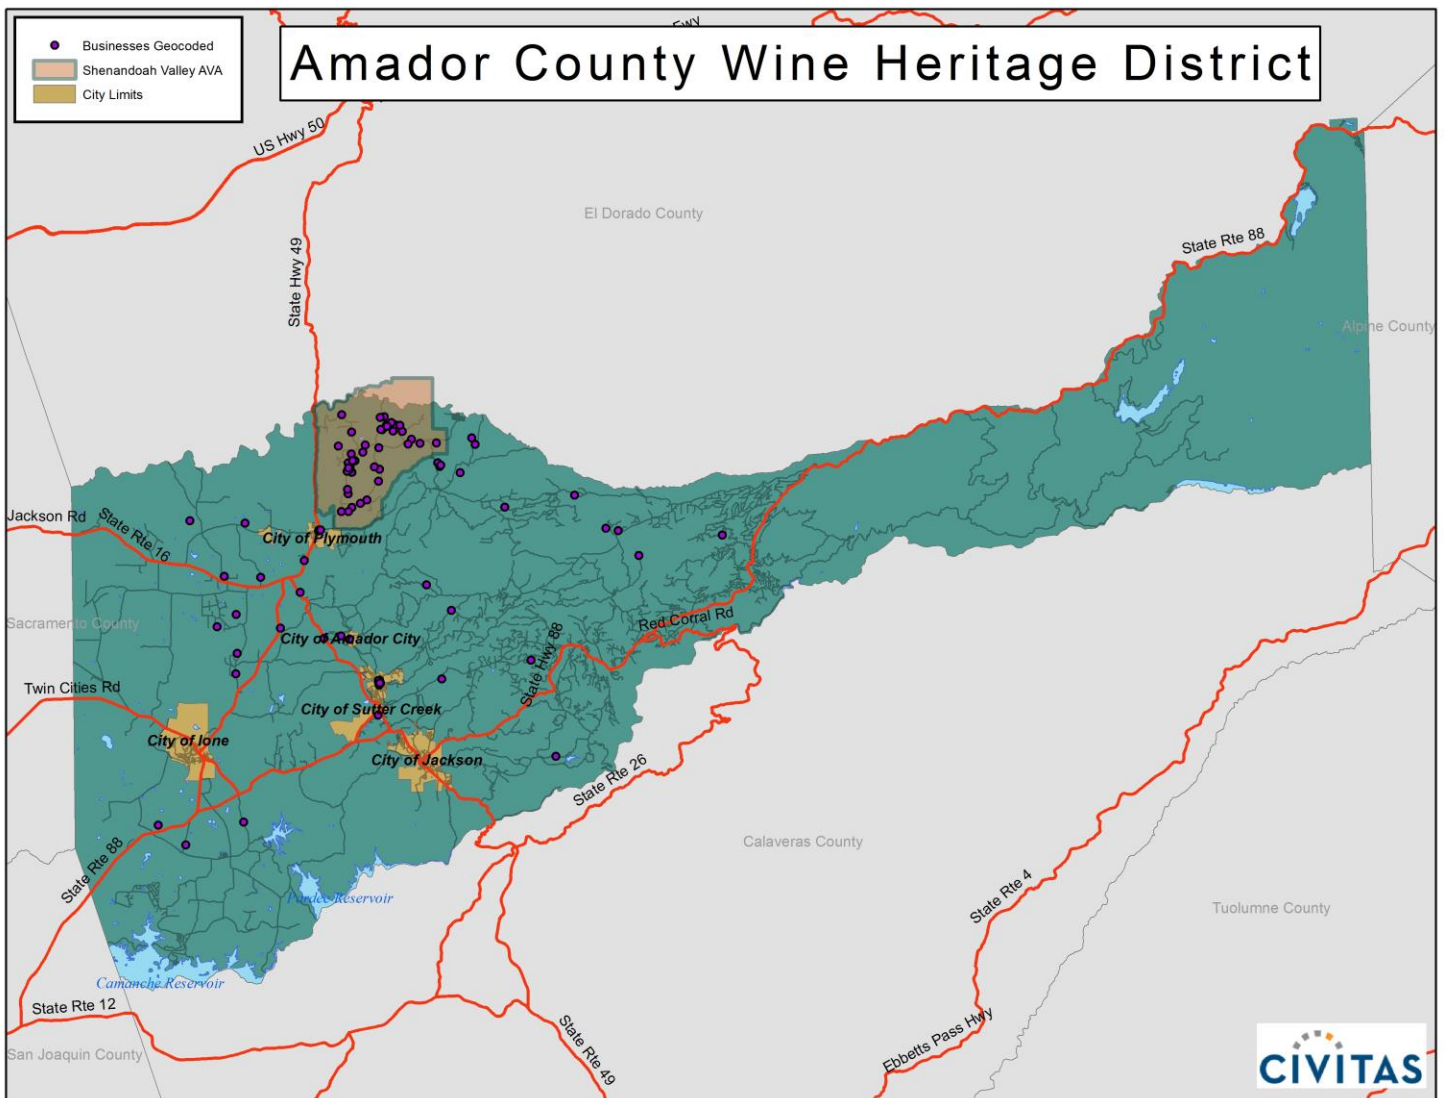 Businesses Geocoded
Shenandoah Valley AVA
City Limits
Fwy
Amador County Wine Heritage District
US Hwy 50
El Dorado County
State Hwy 49
State Rte 88
Alpine County
Jackson Rd
State Rte 16
City of Plymouth
Sacramento County
City of Amador City
Red Corral Rd
State Hwy 88
Twin Cities Rd
City of Sutter Creek
City of Ione
City of Jackson
State Rte 26
Calaveras County
State Rte 88
Pardee Reservoir
State Rte 4
Tuolumne County
Camanche Reservoir
State Rte 12
San Joaquin County
State Rte 49
Ebbetts Pass Hwy
CIVITAS